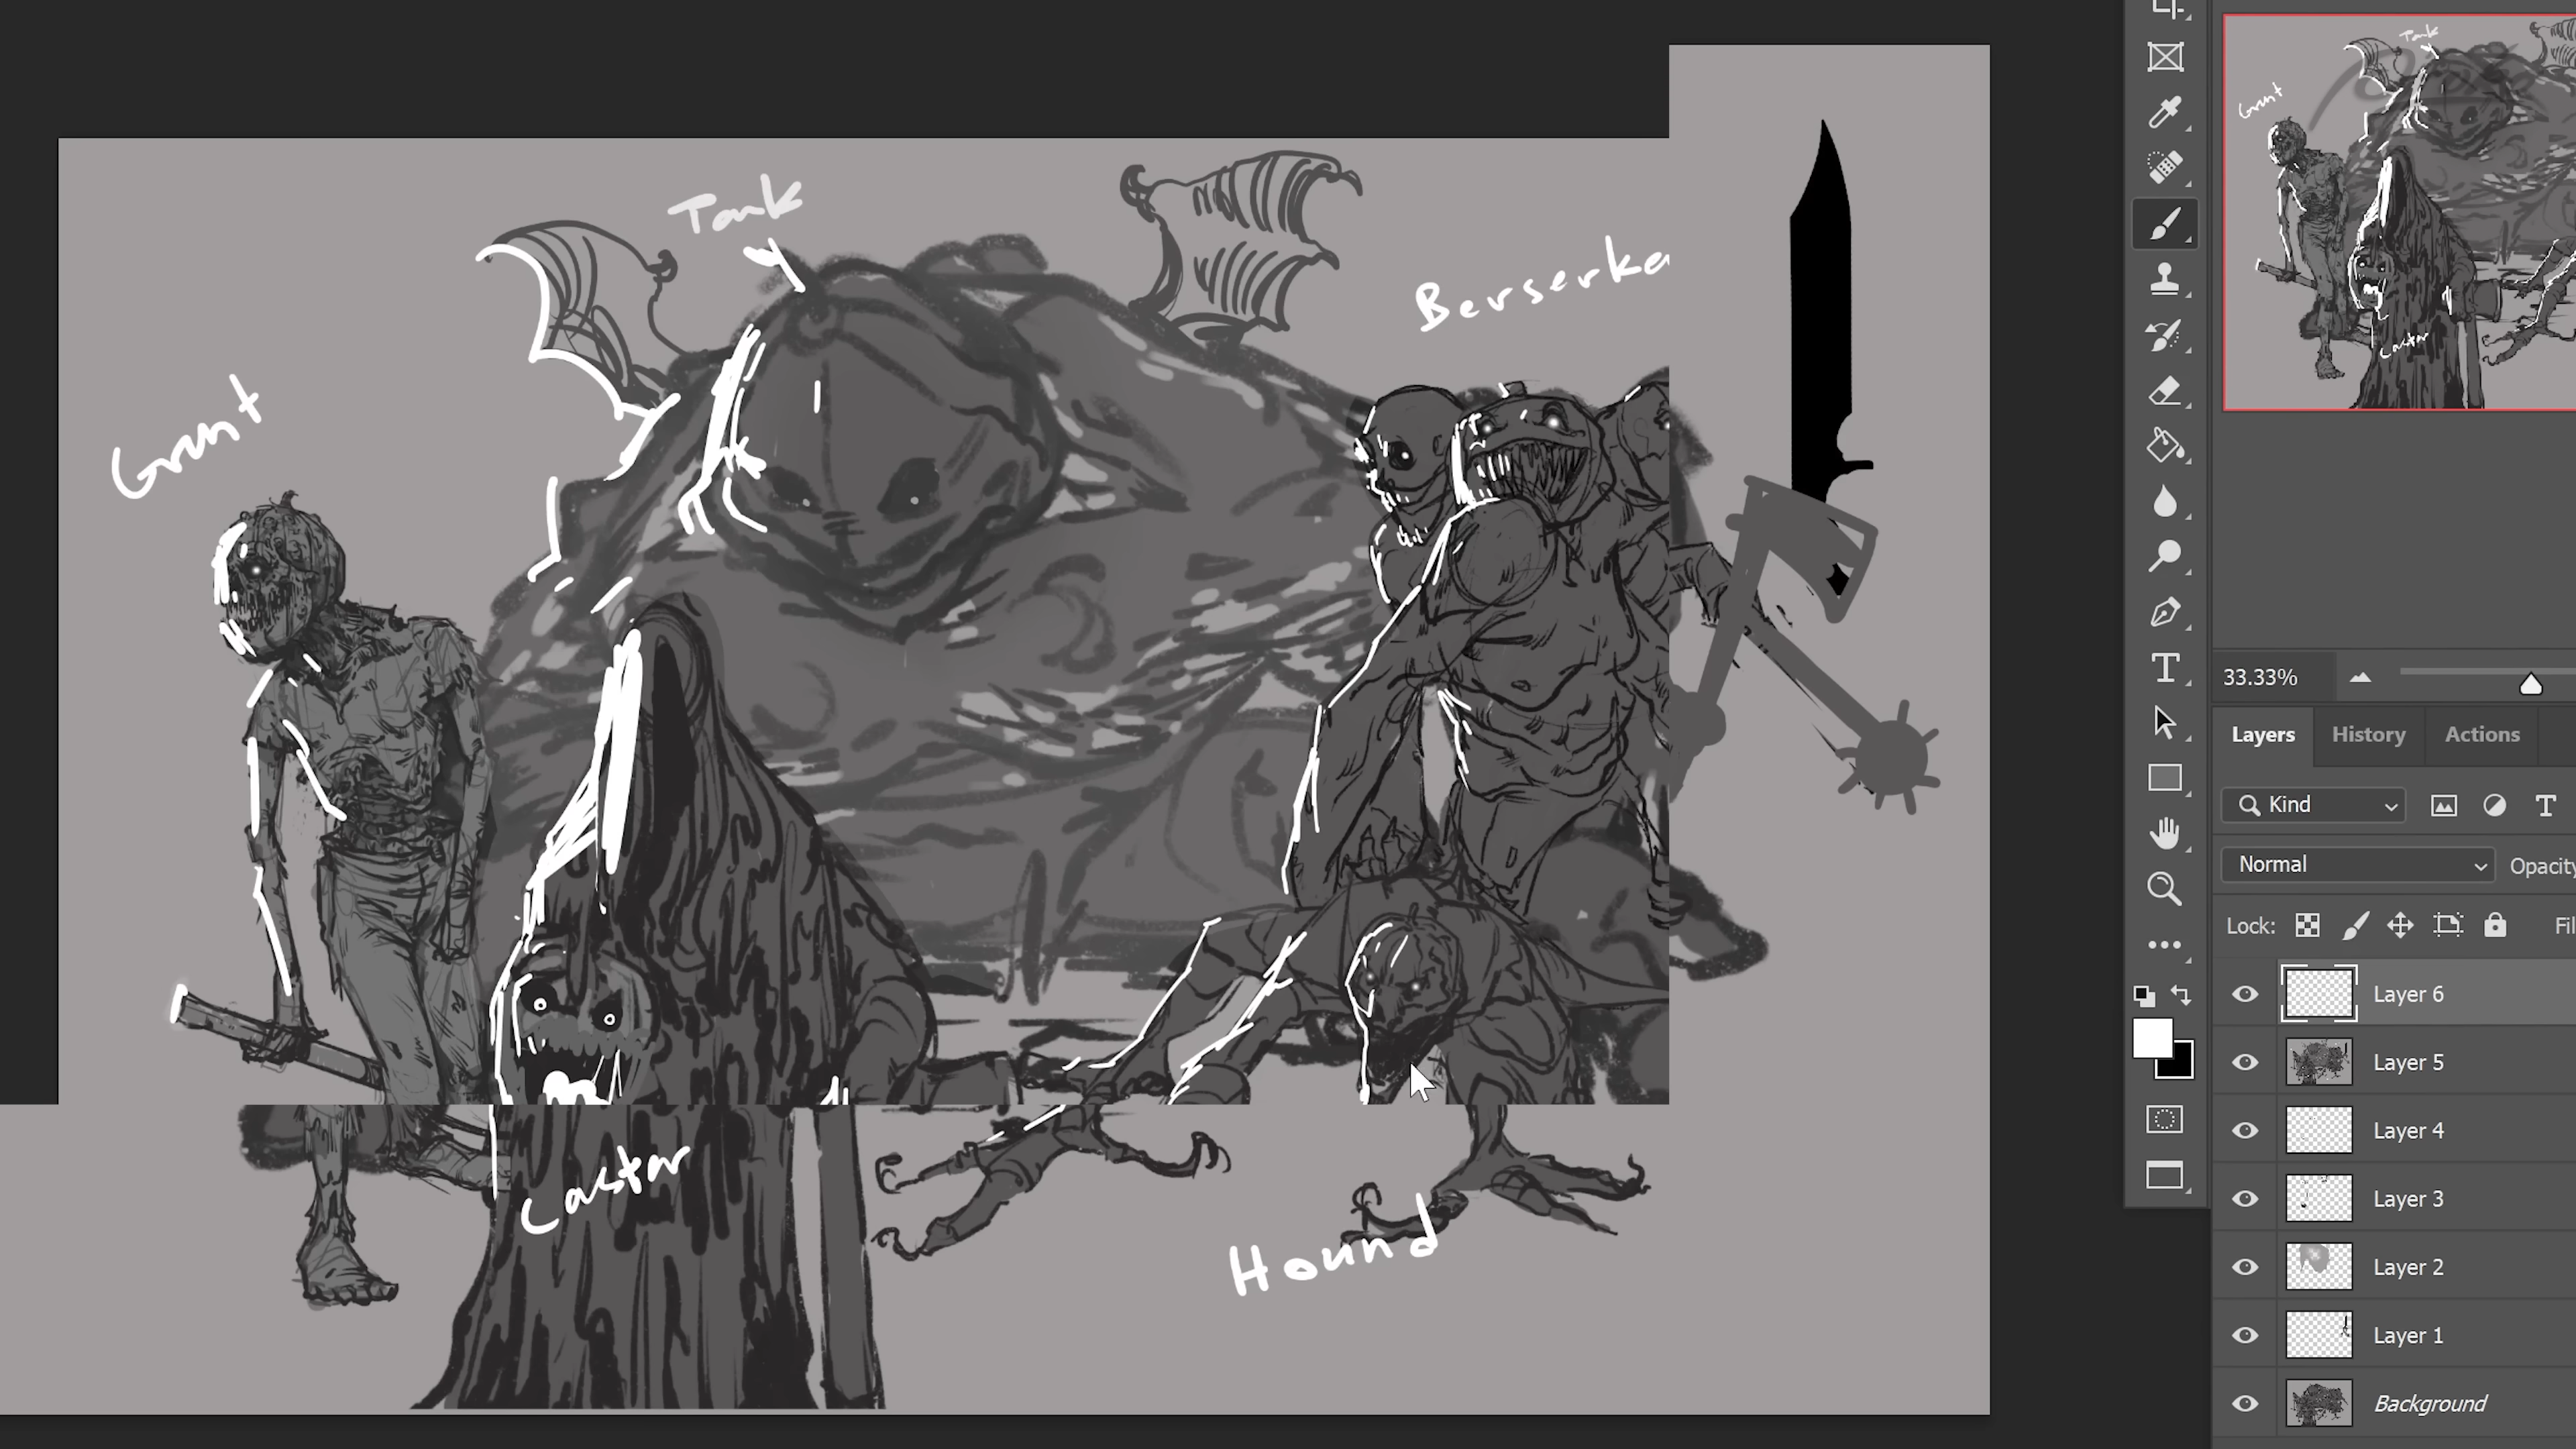 Tank
Berserke
Grunt
Caster
Hound
33.33%
Layers History Actions
Kind
Normal
Opacity
Lock:
Fil
Layer 6
Layer 5
Layer 4
Layer 3
Layer 2
Layer 1
Background